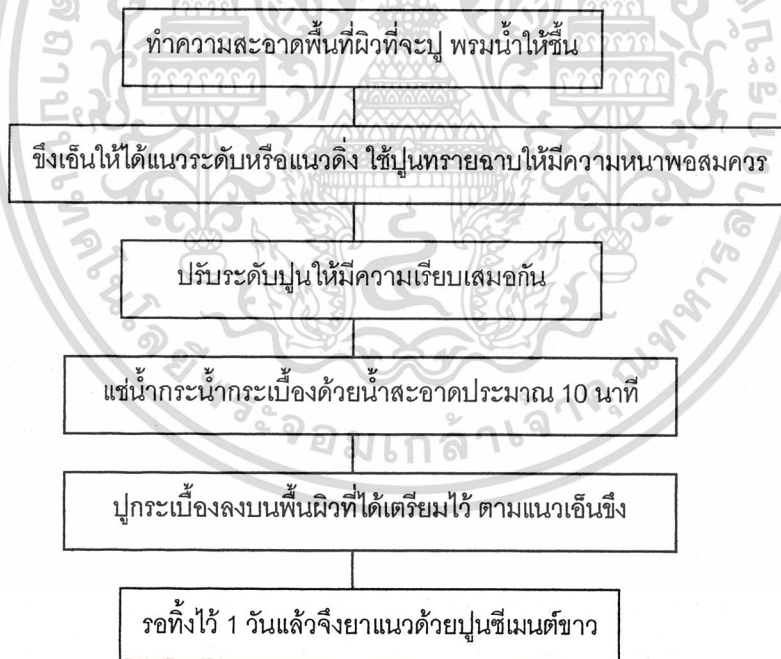 ทำความสะอาดพื้นที่ผิวที่จะปู พรมน้ำให้ชื้น
ขึงเอ็นให้ได้แนวระดับหรือแนวดิ่ง ใช้ปูนทรายฉาบให้มีความหนาพอสมควร
ปรับระดับปูนให้มีความเรียบเสมอกัน
แช่น้ำกระน้ำกระเบื้องด้วยน้ำสะอาดประมาณ 10 นาที
ปูกระเบื้องลงบนพื้นผิวที่ได้เตรียมไว้ ตามแนวเอ็นขึง
รอทิ้งไว้ 1 วันแล้วจึงยาแนวด้วยปูนซีเมนต์ขาว